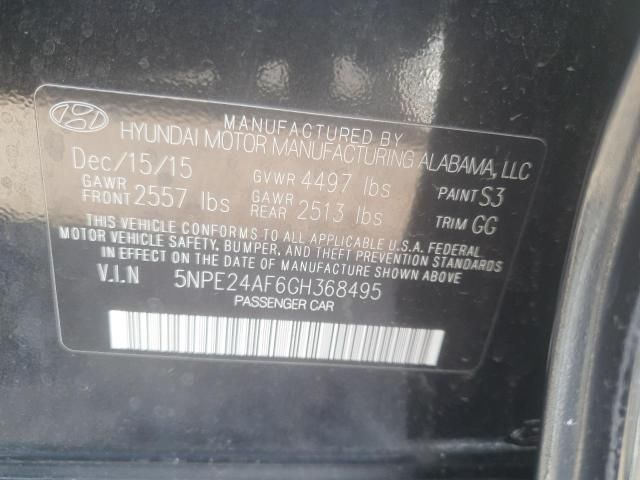 MANUFACTURED BY
HYUNDAI MOTOR MANUFACTURING ALABAMA, LLC
Dec/15/15 GVWR 4497 lbs PAINT S3
GAWR FRONT 2557 lbs GAWR REAR 2513 lbs TRIM GG
THIS VEHICLE CONFORMS TO ALL APPLICABLE U.S.A. FEDERAL
MOTOR VEHICLE SAFETY, BUMPER, AND THEFT PREVENTION STANDARDS
IN EFFECT ON THE DATE OF MANUFACTURE SHOWN ABOVE.
V.I.N 5NPE24AF6GH368495
PASSENGER CAR